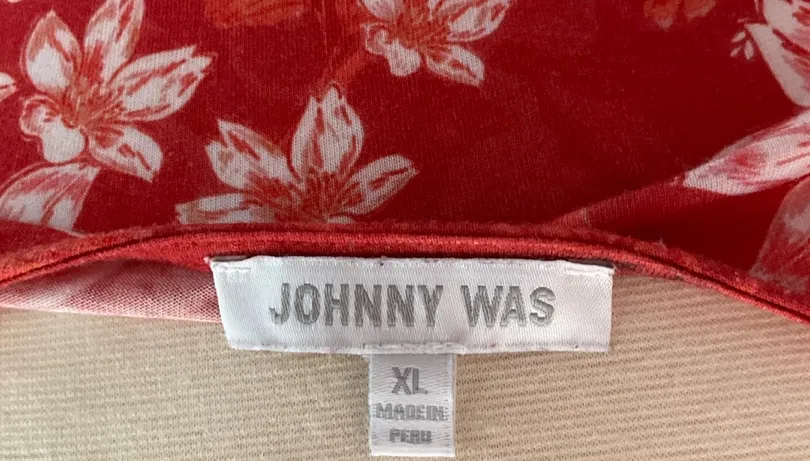 JOHNNY WAS
XL
MADE IN
PERU